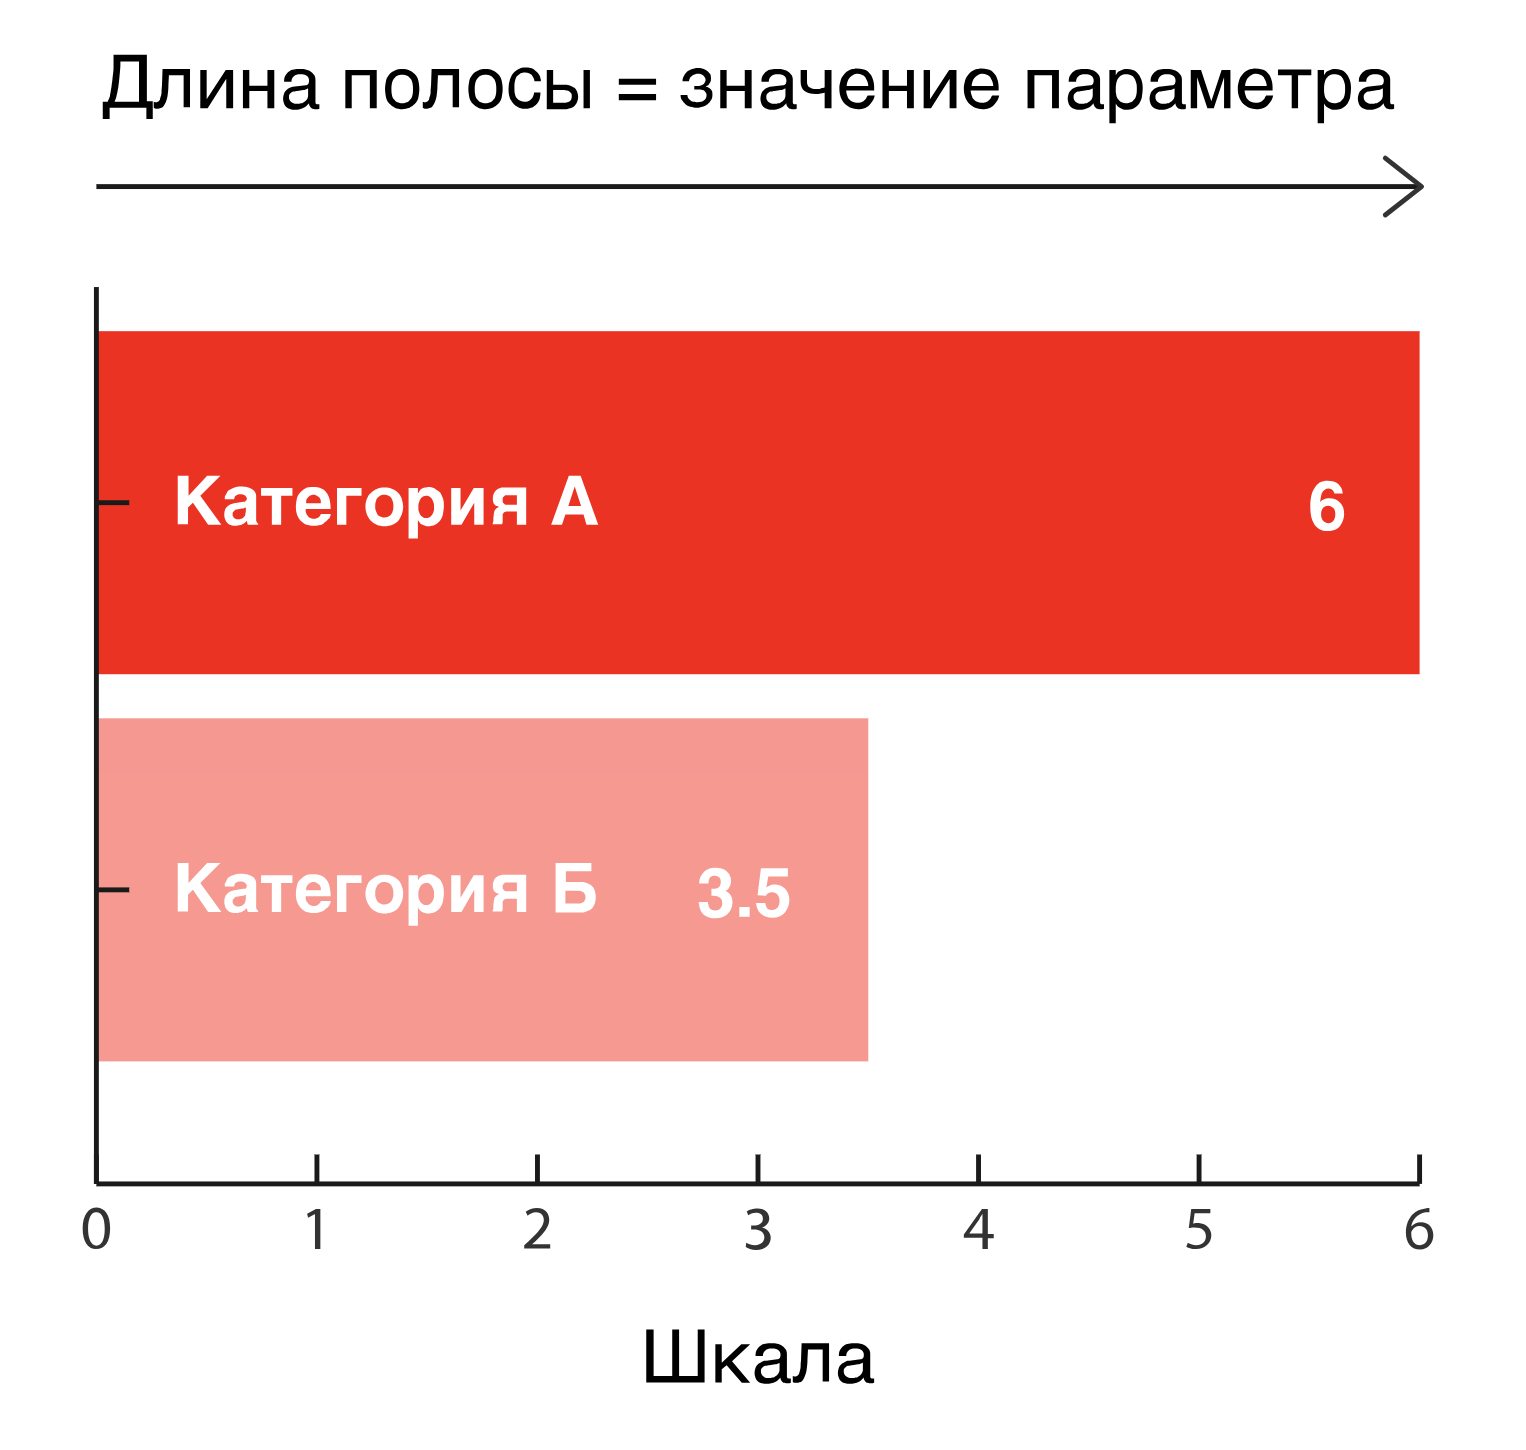 Длина полосы = значение параметра
Категория А 6
Категория Б 3.5
0 1 2 3 4 5 6
Шкала